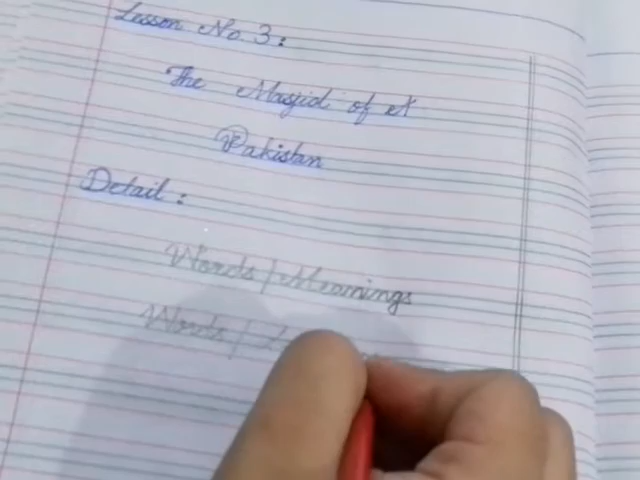 Lesson No. 3:
The Masjid of
Pakistan
Detail:
Words/Meanings
Words/